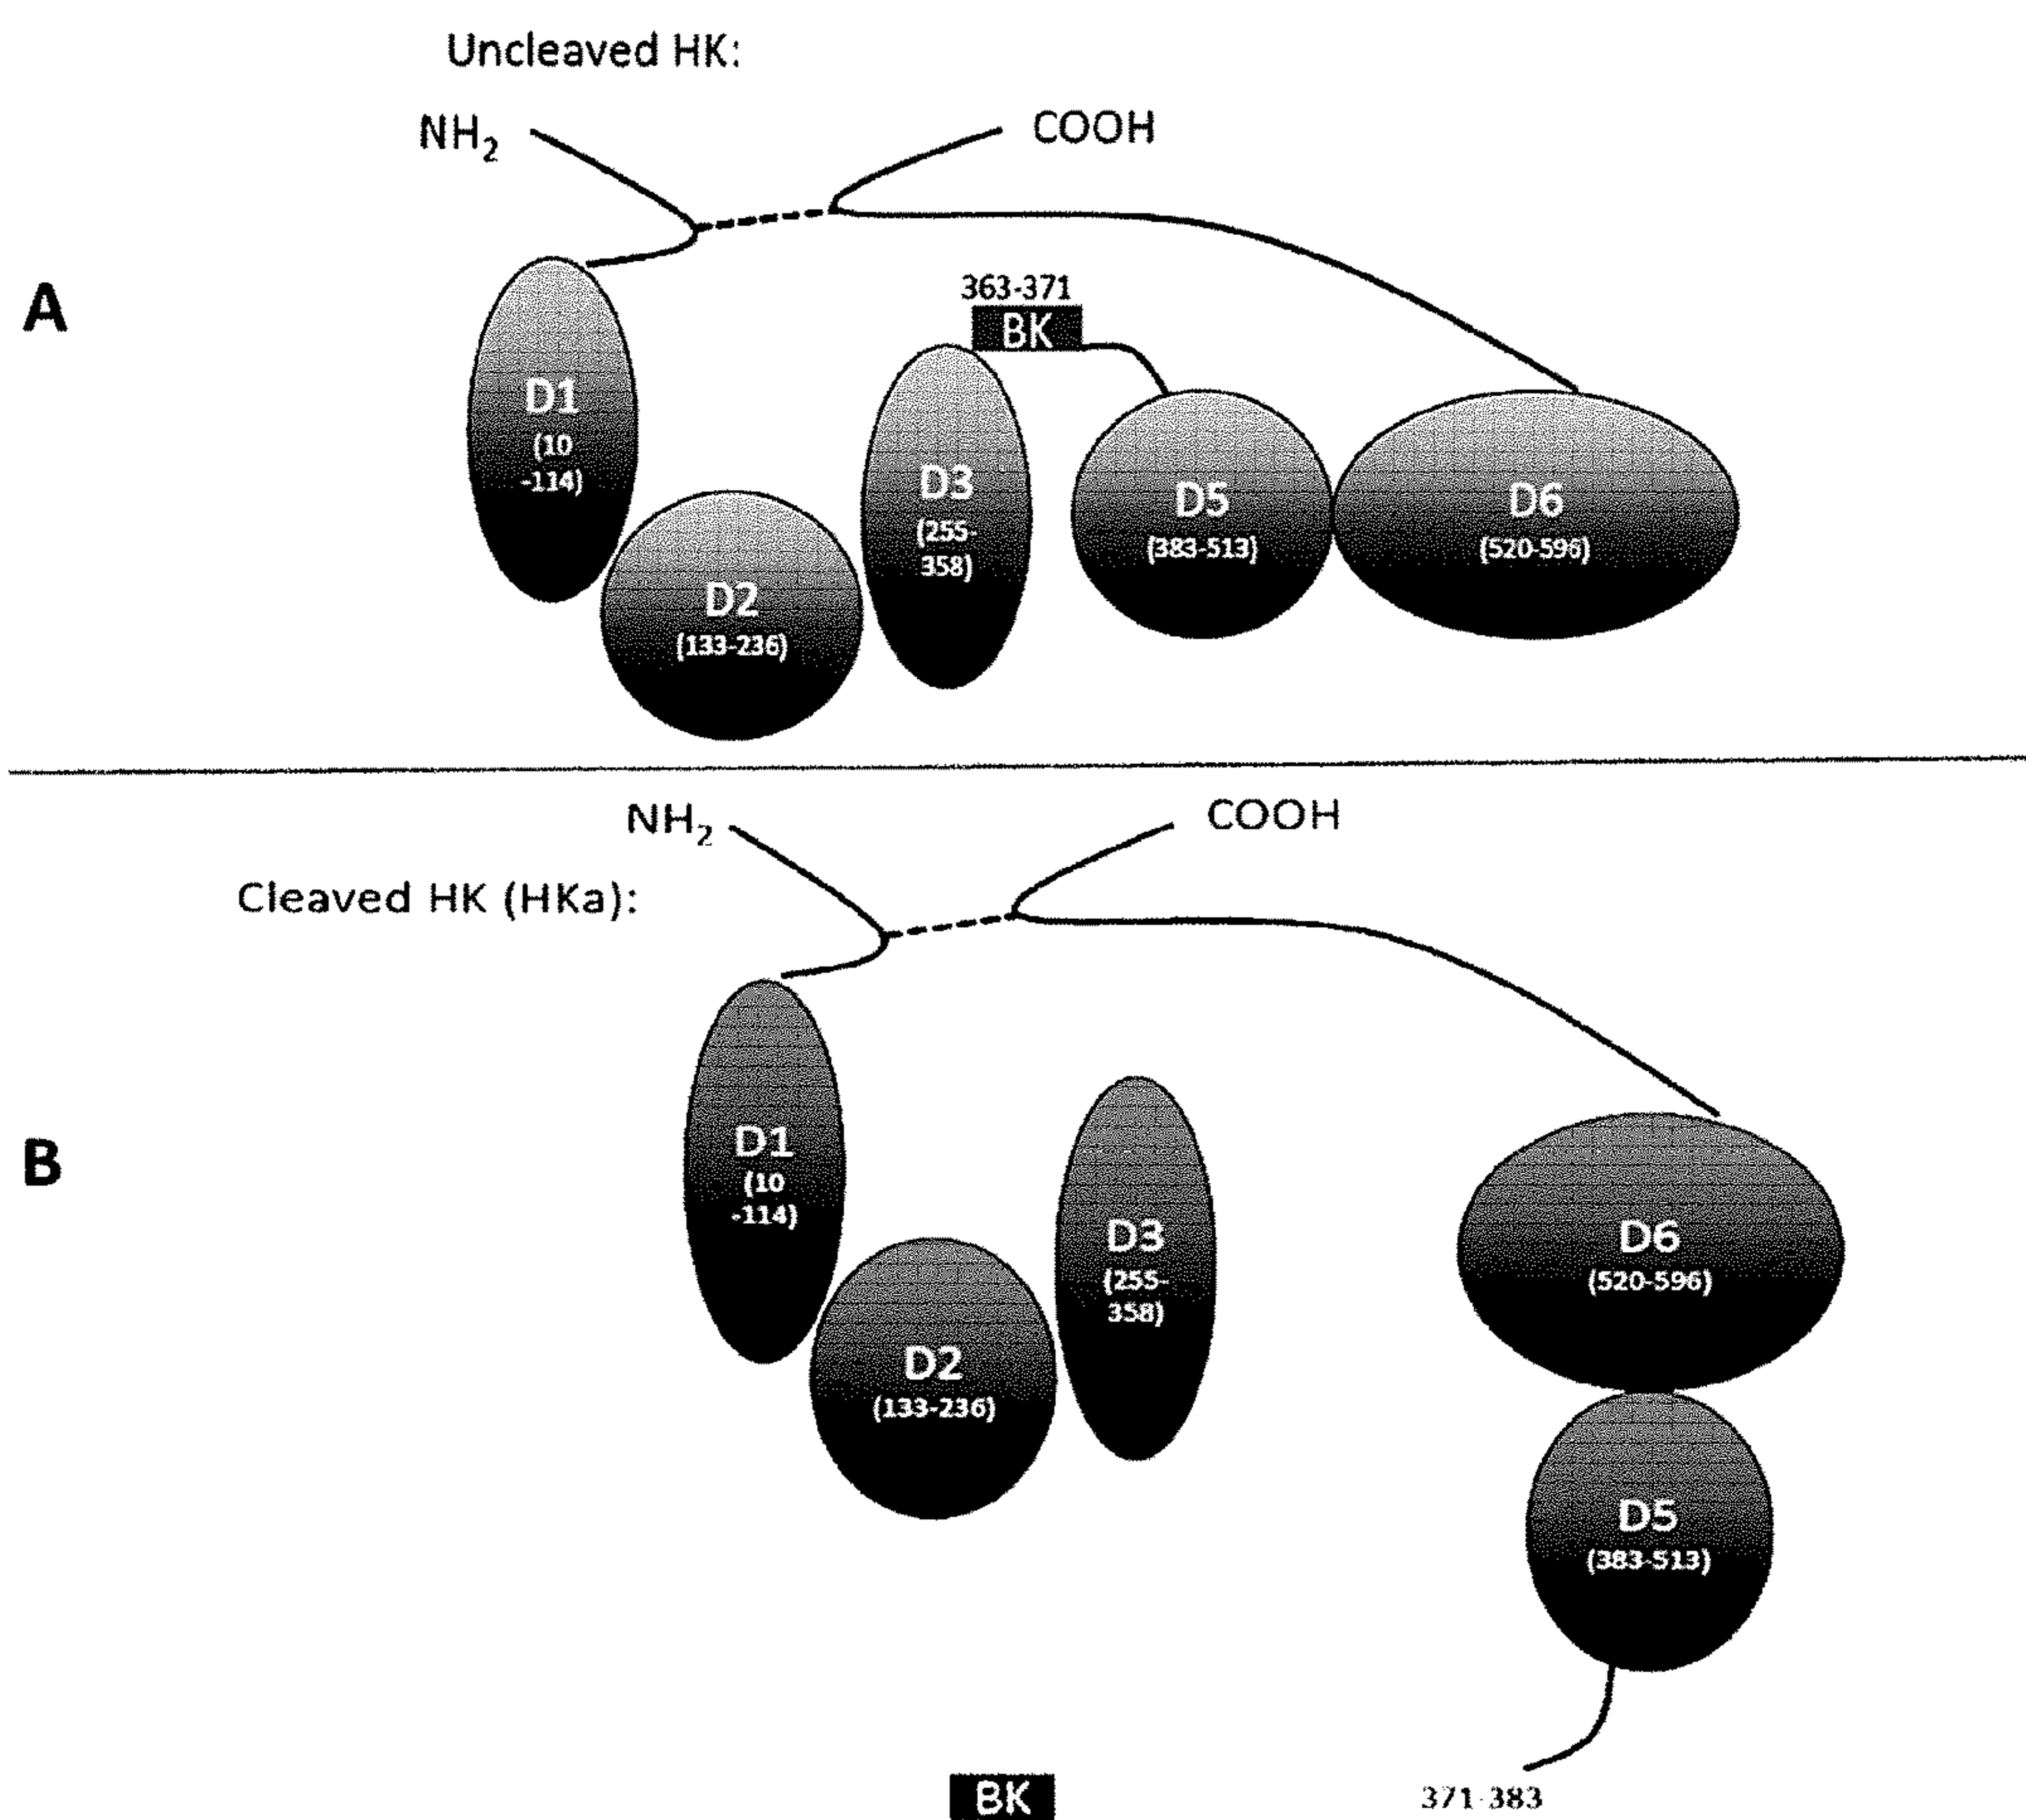 Uncleaved HK:
NH2
COOH
A
363-371
BK
D1
(10
-114)
D2
(133-236)
D3
(255-
358)
D5
(383-513)
D6
(520-596)
NH2
COOH
Cleaved HK (HKa):
B
D1
(10
-114)
D2
(133-236)
D3
(255-
358)
D6
(520-596)
D5
(383-513)
BK
371-383